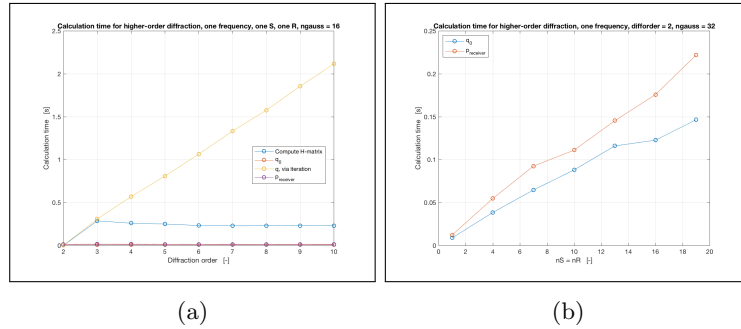 Calculation time for higher-order diffraction, one frequency, one S, one R, ngauss = 16
2.5
2
1.5
1
0.5
0
Calculation time [s]
Compute H-matrix
q0
q, via iteration
preceiver
2 3 4 5 6 7 8 9 10
Diffraction order [-]
(a)
Calculation time for higher-order diffraction, one frequency, difforder = 2, ngauss = 32
0.25
0.2
0.15
0.1
0.05
0
Calculation time [s]
q0
preceiver
0 2 4 6 8 10 12 14 16 18 20
nS = nR [-]
(b)